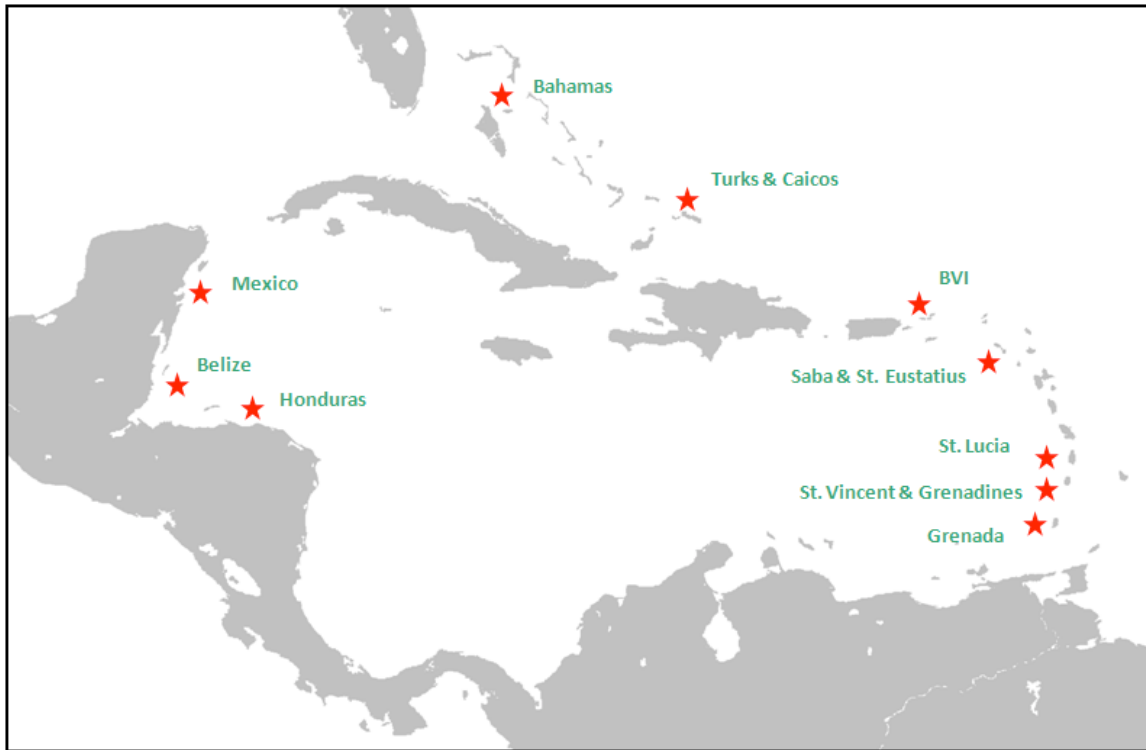 Bahamas
Turks & Caicos
Mexico
BVI
Belize
Saba & St. Eustatius
Honduras
St. Lucia
St. Vincent & Grenadines
Grenada